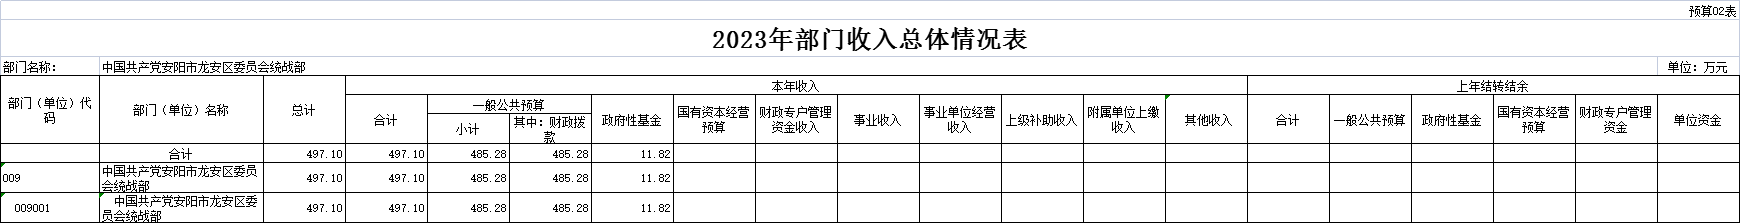 预算02表
2023年部门收入总体情况表
部门名称： 中国共产党安阳市龙安区委员会统战部 单位：万元
部门（单位）代码 部门（单位）名称 总计 本年收入 上年结转结余
合计 一般公共预算 政府性基金 国有资本经营预算 财政专户管理资金收入 事业收入 事业单位经营收入 上级补助收入 附属单位上缴收入 其他收入 合计 一般公共预算 政府性基金 国有资本经营预算 财政专户管理资金 单位资金
小计 其中：财政拨款
合计 497.10 497.10 485.28 485.28 11.82
009 中国共产党安阳市龙安区委员会统战部 497.10 497.10 485.28 485.28 11.82
009001 中国共产党安阳市龙安区委员会统战部 497.10 497.10 485.28 485.28 11.82